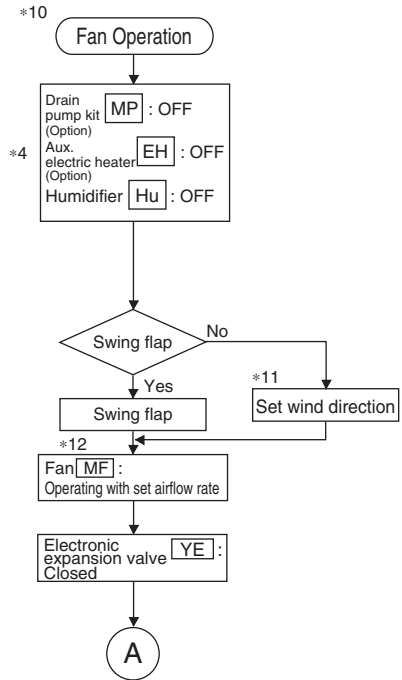 *10
Fan Operation
Drain
pump kit MP : OFF
(Option)
*4
Aux.
electric heater EH : OFF
(Option)
Humidifier Hu : OFF
Swing flap
No
Yes
*11
Swing flap
Set wind direction
*12
Fan MF :
Operating with set airflow rate
Electronic
expansion valve YE :
Closed
A